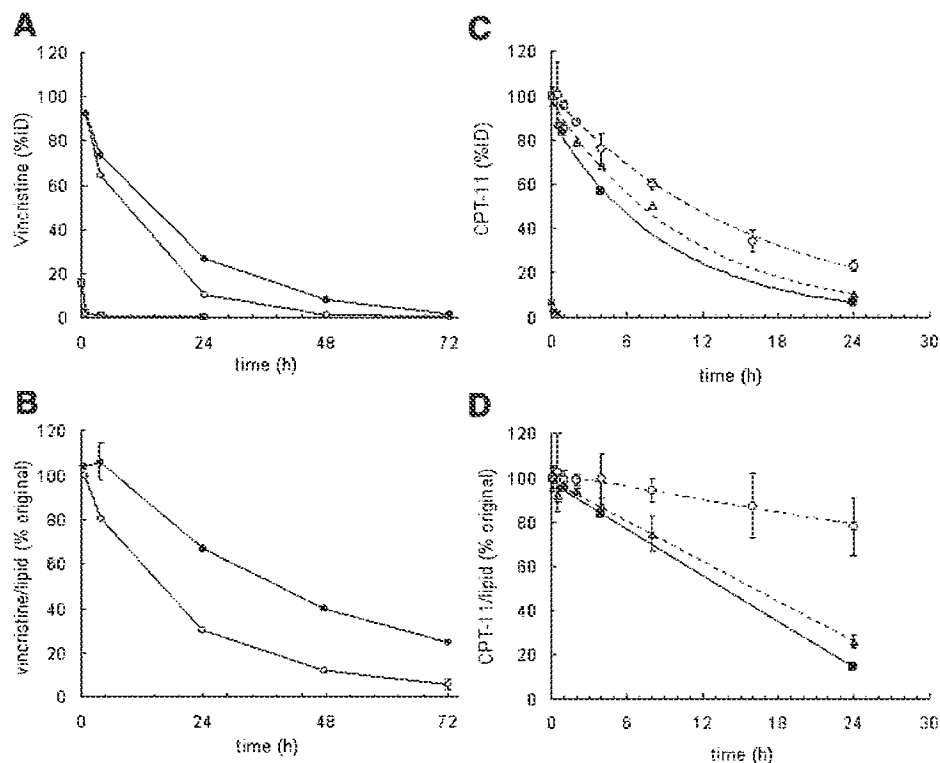 A
120
100
80
60
40
20
0
Vincristine (%ID)
0 24 48 72
time (h)
C
120
100
80
60
40
20
0
CPT-11 (%ID)
0 6 12 18 24 30
time (h)
B
120
100
80
60
40
20
0
vincristine/lipid (% original)
0 24 48 72
time (h)
D
120
100
80
60
40
20
0
CPT-11/lipid (% original)
0 6 12 18 24 30
time (h)